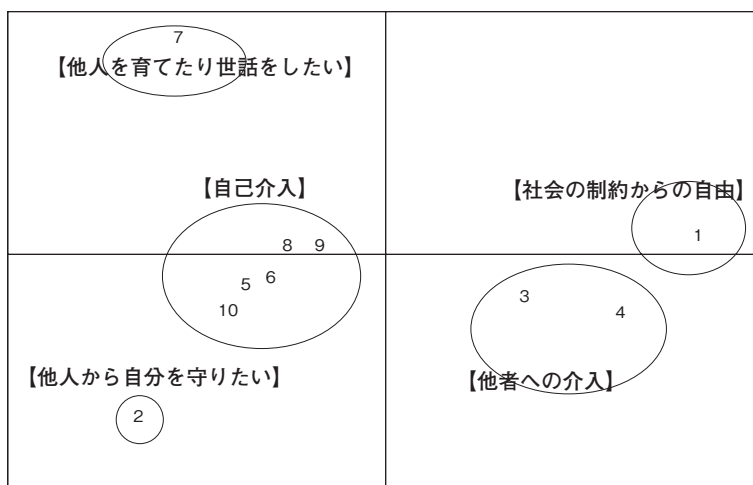 7
【他人を育てたり世話をしたい】
【自己介入】
【社会の制約からの自由】
1
8 9
5 6
10
3
4
【他人から自分を守りたい】
【他者への介入】
2